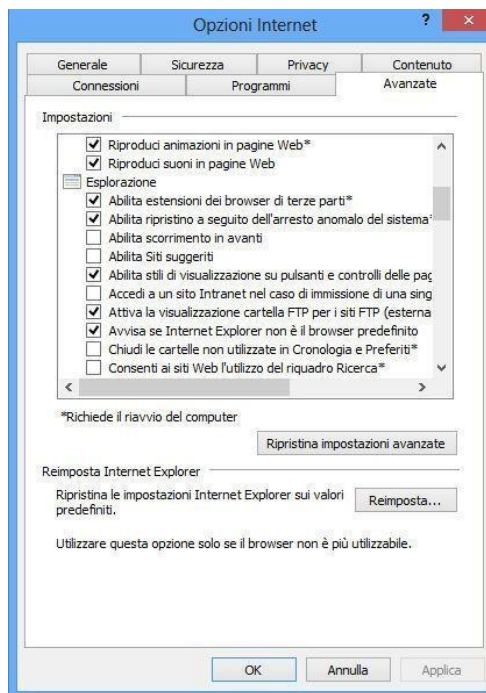 Opzioni Internet
?
Generale
Sicurezza
Privacy
Contenuto
Connessioni
Programmi
Avanzate
Impostazioni
Riproduci animazioni in pagine Web*
Riproduci suoni in pagine Web
Esplorazione
Abilita estensioni dei browser di terze parti*
Abilita ripristino a seguito dell'arresto anomalo del sistema*
Abilita scorrimento in avanti
Abilita Siti suggeriti
Abilita stili di visualizzazione su pulsanti e controlli delle pag
Accedi a un sito Intranet nel caso di immissione di una sing
Attiva la visualizzazione cartella FTP per i siti FTP (esterna
Avvisa se Internet Explorer non è il browser predefinito
Chiudi le cartelle non utilizzate in Cronologia e Preferiti*
Consenti ai siti Web l'utilizzo del riquadro Ricerca*
*Richiede il riavvio del computer
Ripristina impostazioni avanzate
Reimposta Internet Explorer
Ripristina le impostazioni Internet Explorer sui valori
predefiniti.
Reimposta...
Utilizzare questa opzione solo se il browser non è più utilizzabile.
OK
Annulla
Applica